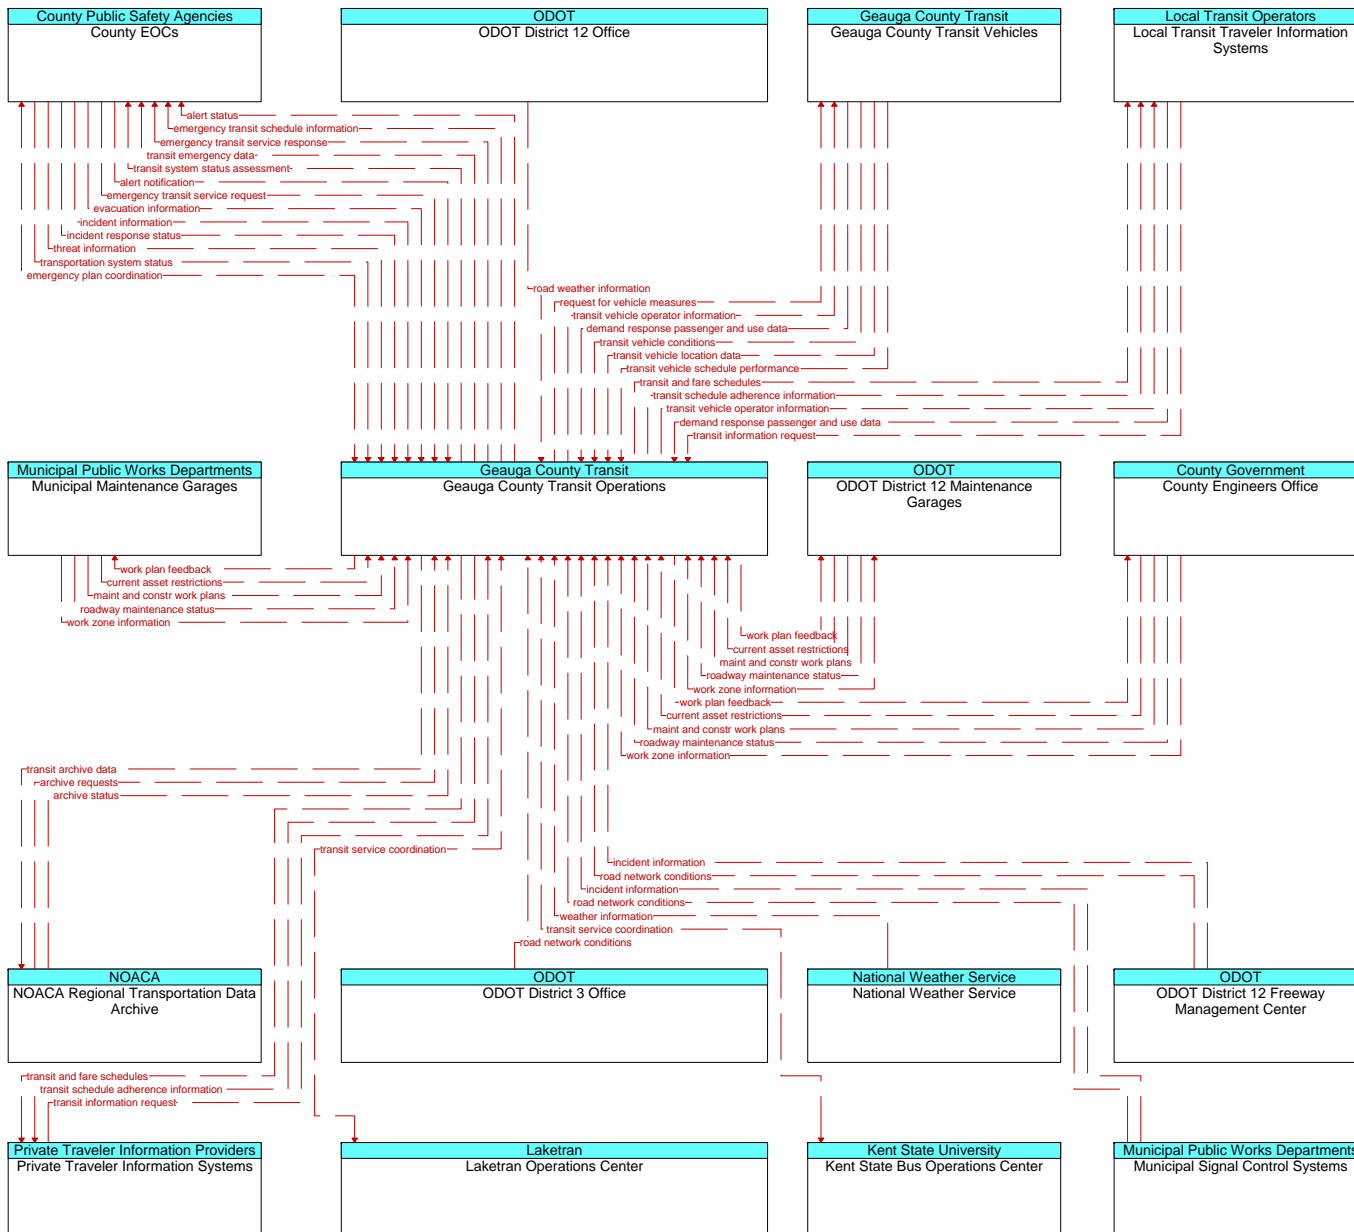 County Public Safety Agencies
County EOCs
ODOT
ODOT District 12 Office
Geauga County Transit
Geauga County Transit Vehicles
Local Transit Operators
Local Transit Traveler Information
Systems
alert status
emergency transit schedule information
emergency transit service response
transit emergency data
transit system status assessment
alert notification
emergency transit service request
evacuation information
incident information
incident response status
threat information
transportation system status
emergency plan coordination
road weather information
request for vehicle measures
transit vehicle operator information
demand response passenger and use data
transit vehicle conditions
transit vehicle location data
transit vehicle schedule performance
transit and fare schedules
transit schedule adherence information
transit vehicle operator information
demand response passenger and use data
transit information request
Municipal Public Works Departments
Municipal Maintenance Garages
Geauga County Transit
Geauga County Transit Operations
ODOT
ODOT District 12 Maintenance
Garages
County Government
County Engineers Office
work plan feedback
current asset restrictions
maint and constr work plans
roadway maintenance status
work zone information
work plan feedback
current asset restrictions
maint and constr work plans
roadway maintenance status
work zone information
work plan feedback
current asset restrictions
maint and constr work plans
roadway maintenance status
work zone information
transit archive data
archive requests
archive status
transit service coordination
incident information
road network conditions
incident information
road network conditions
weather information
transit service coordination
road network conditions
NOACA
NOACA Regional Transportation Data
Archive
ODOT
ODOT District 3 Office
National Weather Service
National Weather Service
ODOT
ODOT District 12 Freeway
Management Center
transit and fare schedules
transit schedule adherence information
transit information request
Private Traveler Information Providers
Private Traveler Information Systems
Laketran
Laketran Operations Center
Kent State University
Kent State Bus Operations Center
Municipal Public Works Departments
Municipal Signal Control Systems